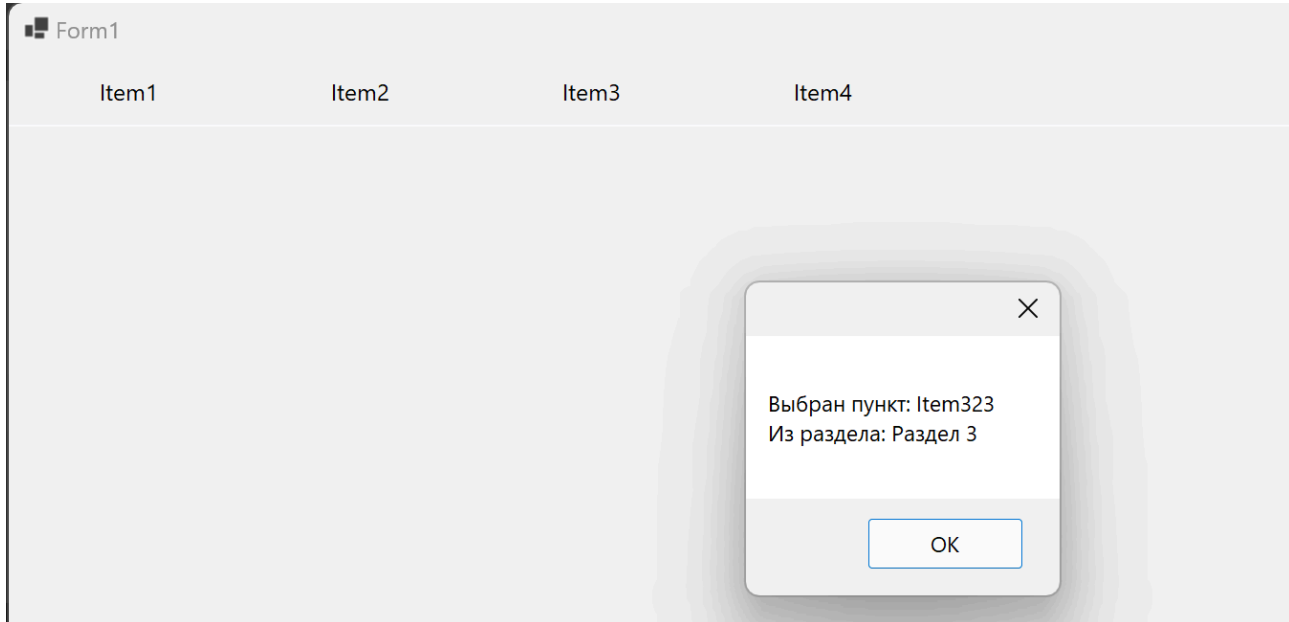 Form1
Item1 Item2 Item3 Item4
Выбран пункт: Item323
Из раздела: Раздел 3
OK